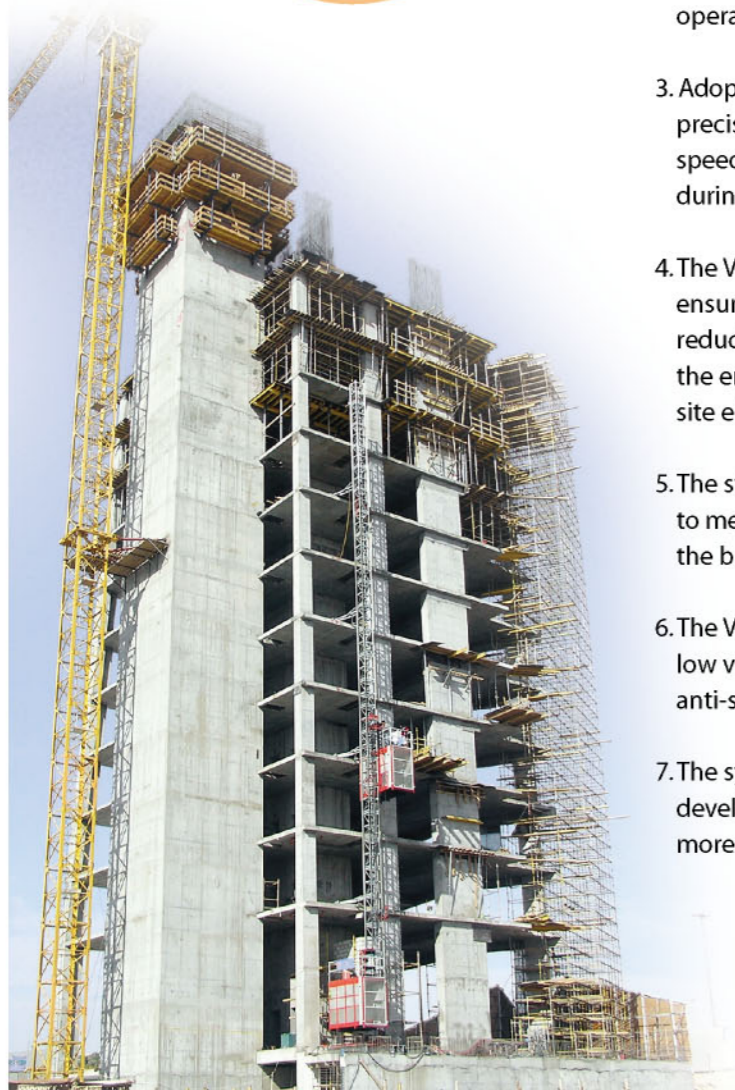 3. Adop
precis
speed
durin
4. The V
ensur
reduc
the er
site e
5. The s
to me
the b
6. The V
low v
anti-s
7. The s
devel
more